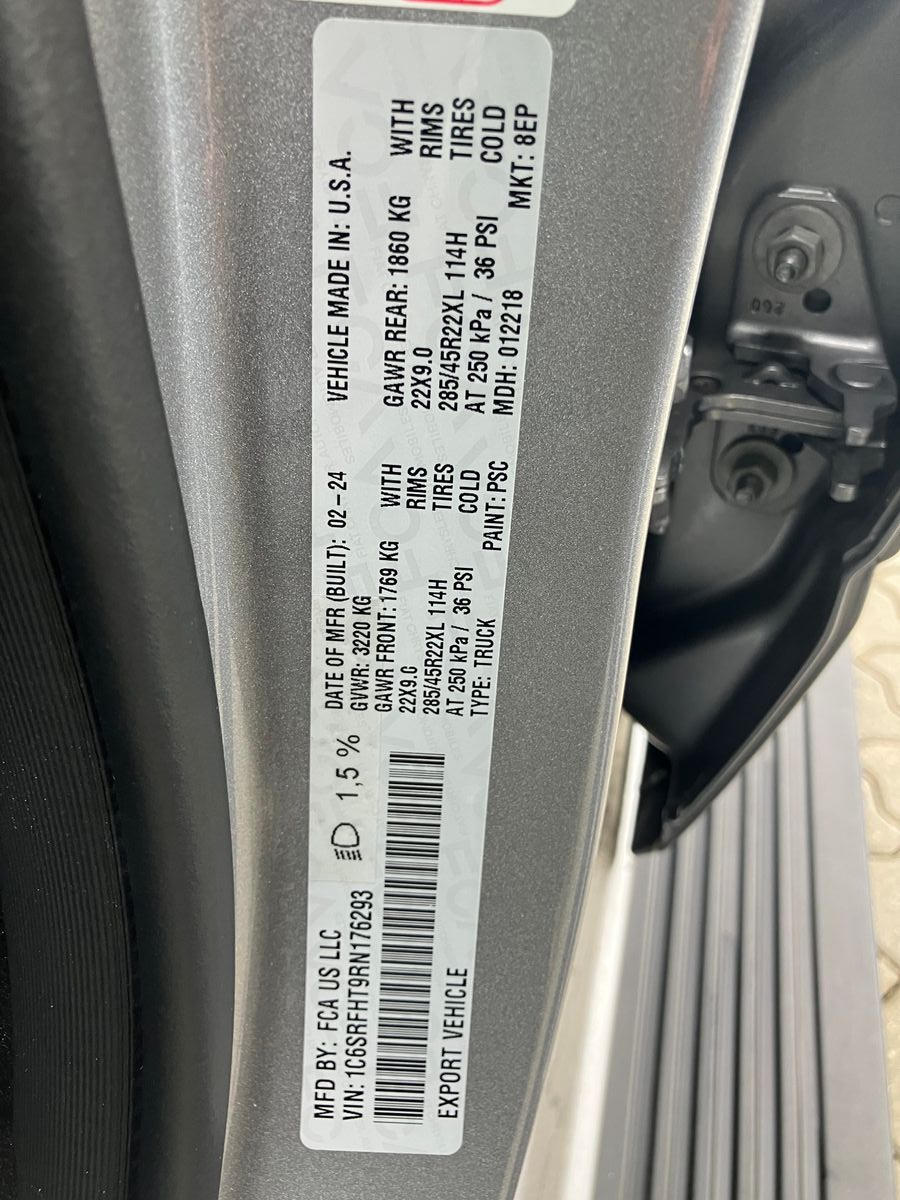 MFD BY: FCA US LLC
VIN: 1C6SRFHT9RN176293
EXPORT VEHICLE
1,5 %
DATE OF MFR (BUILT): 02-24
VEHICLE MADE IN: U.S.A.
GVWR: 3220 KG
GAWR FRONT: 1769 KG WITH
22X9.0 RIMS
285/45R22XL 114H TIRES
AT 250 kPa / 36 PSI COLD
GAWR REAR: 1860 KG WITH
22X9.0 RIMS
285/45R22XL 114H TIRES
AT 250 kPa / 36 PSI COLD
TYPE: TRUCK PAINT: PSC MDH: 012218 MKT: 8EP
260